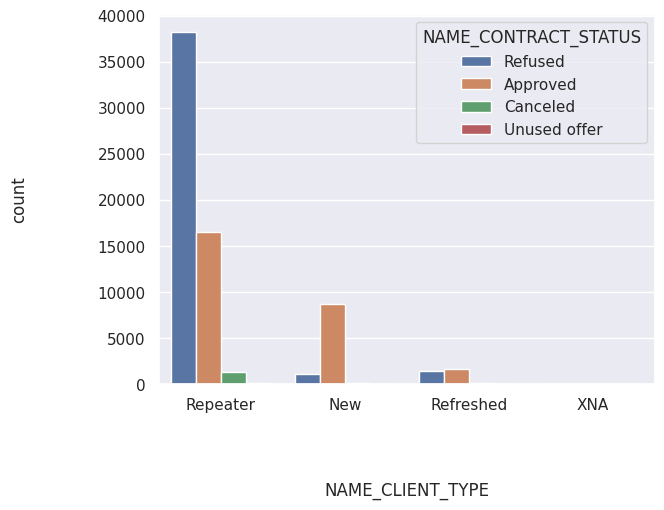 40000
35000
30000
25000
20000
15000
10000
5000
0
count
NAME_CONTRACT_STATUS
Refused
Approved
Canceled
Unused offer
Repeater New Refreshed XNA
NAME_CLIENT_TYPE